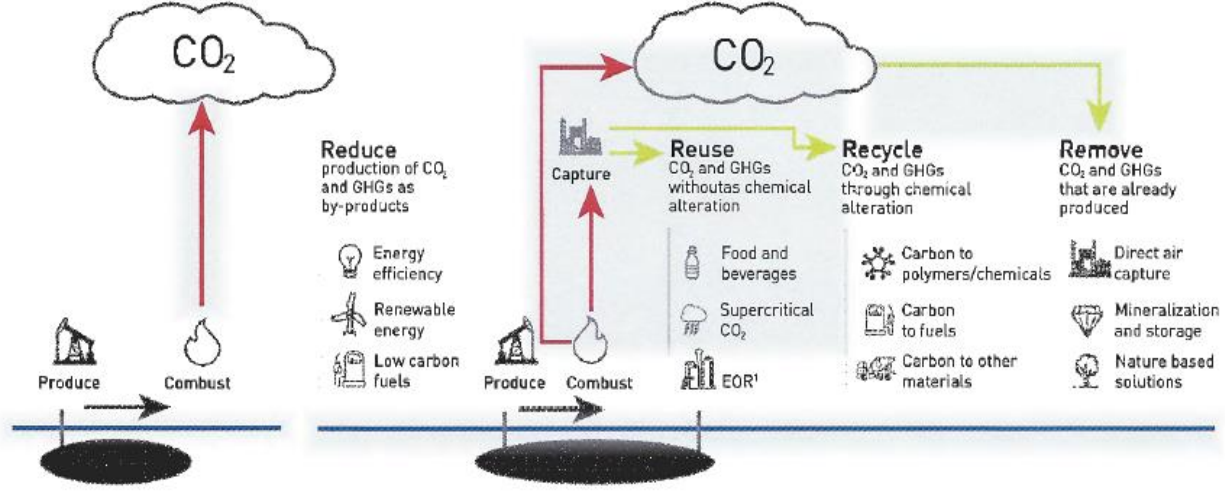 CO₂
Produce
Combust
Reduce
production of CO₂
and GHGs as
by-products
Energy
efficiency
Renewable
energy
Low carbon
fuels
CO₂
Capture
Produce
Combust
Reuse
CO₂ and GHGs
withoutas chemical
alteration
Food and
beverages
Supercritical
CO₂
EOR¹
Recycle
CO₂ and GHGs
through chemical
alteration
Carbon to
polymers/chemicals
Carbon
to fuels
Carbon to other
materials
Remove
CO₂ and GHGs
that are already
produced
Direct air
capture
Mineralization
and storage
Nature based
solutions